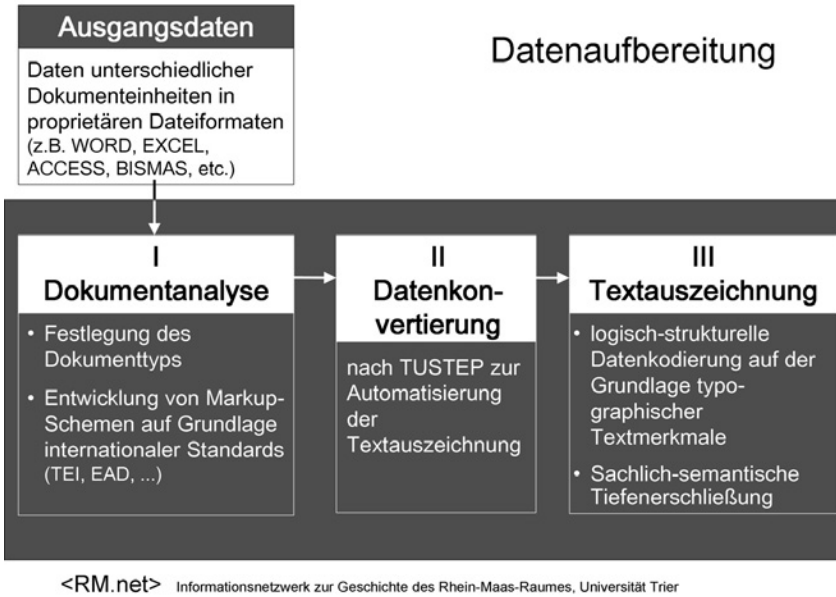 Ausgangsdaten
Daten unterschiedlicher
Dokumenteinheiten in
proprietären Dateiformaten
(z.B. WORD, EXCEL,
ACCESS, BISMAS, etc.)
Datenaufbereitung
I
Dokumentanalyse
• Festlegung des
Dokumenttyps
• Entwicklung von Markup-
Schemen auf Grundlage
internationaler Standards
(TEI, EAD, ...)
II
Datenkon-
vertierung
nach TUSTEP zur
Automatisierung
der
Textauszeichnung
III
Textauszeichnung
• logisch-strukturelle
Datenkodierung auf der
Grundlage typo-
graphischer
Textmerkmale
• Sachlich-semantische
Tiefenerschließung
<RM.net> Informationsnetzwerk zur Geschichte des Rhein-Maas-Raumes, Universität Trier